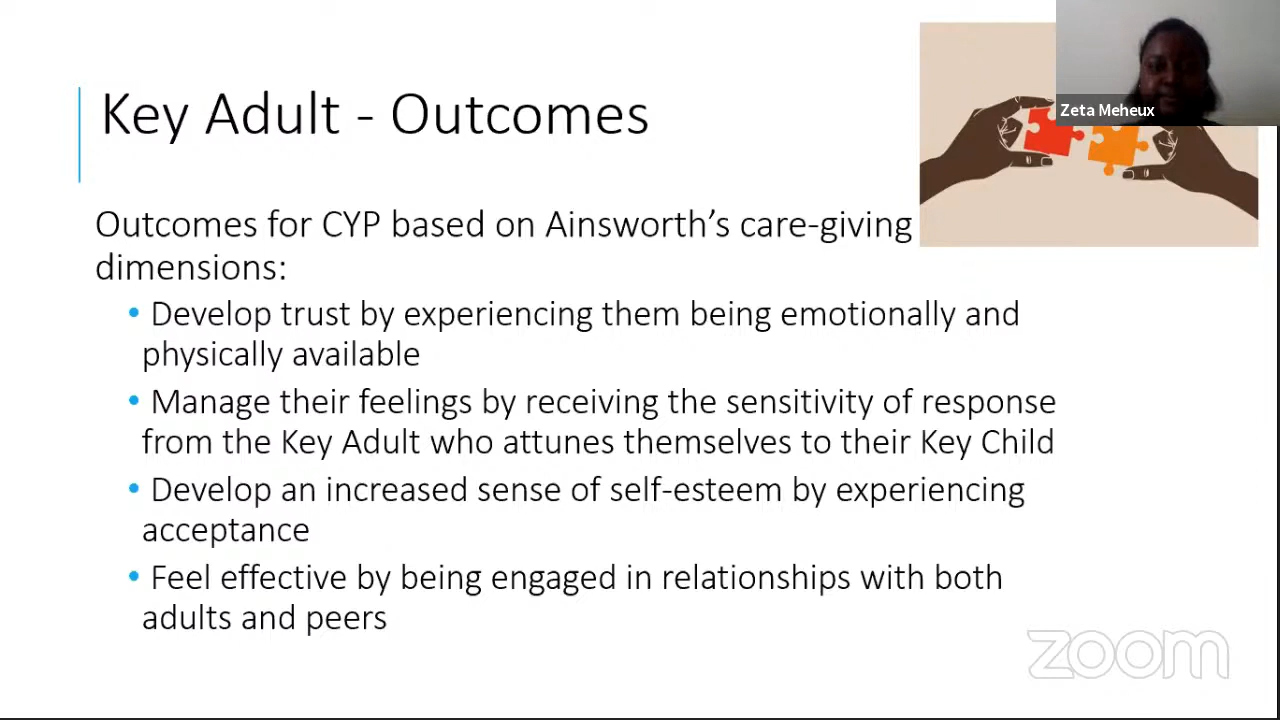 Zeta Meheux
Key Adult - Outcomes
Outcomes for CYP based on Ainsworth’s care-giving
dimensions:
• Develop trust by experiencing them being emotionally and
physically available
• Manage their feelings by receiving the sensitivity of response
from the Key Adult who attunes themselves to their Key Child
• Develop an increased sense of self-esteem by experiencing
acceptance
• Feel effective by being engaged in relationships with both
adults and peers
zoom